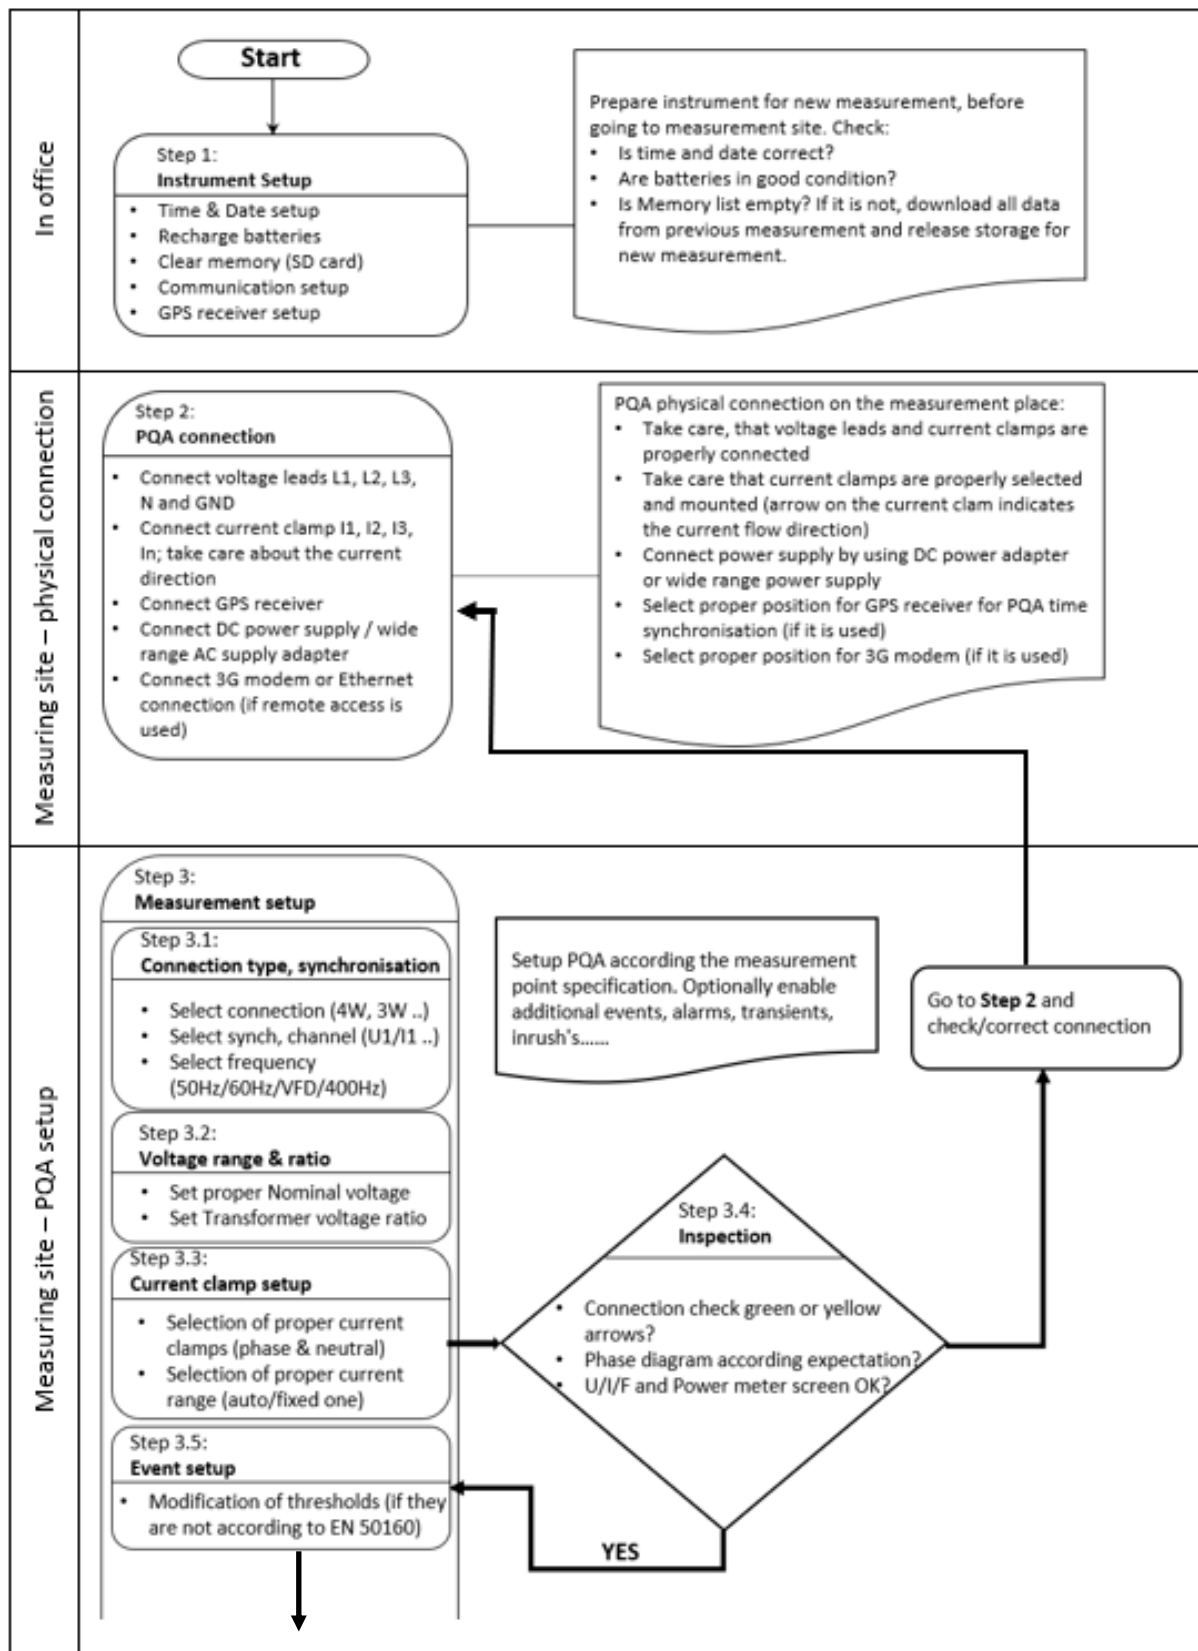 In office
Start
Step 1:
Instrument Setup
• Time & Date setup
• Recharge batteries
• Clear memory (SD card)
• Communication setup
• GPS receiver setup
Prepare instrument for new measurement, before
going to measurement site. Check:
• Is time and date correct?
• Are batteries in good condition?
• Is Memory list empty? If it is not, download all data
from previous measurement and release storage for
new measurement.
Measuring site – physical connection
Step 2:
PQA connection
• Connect voltage leads L1, L2, L3,
N and GND
• Connect current clamp I1, I2, I3,
In; take care about the current
direction
• Connect GPS receiver
• Connect DC power supply / wide
range AC supply adapter
• Connect 3G modem or Ethernet
connection (if remote access is
used)
PQA physical connection on the measurement place:
• Take care, that voltage leads and current clamps are
properly connected
• Take care that current clamps are properly selected
and mounted (arrow on the current clam indicates
the current flow direction)
• Connect power supply by using DC power adapter
or wide range power supply
• Select proper position for GPS receiver for PQA time
synchronisation (if it is used)
• Select proper position for 3G modem (if it is used)
Measuring site – PQA setup
Step 3:
Measurement setup
Step 3.1:
Connection type, synchronisation
• Select connection (4W, 3W ..)
• Select synch, channel (U1/I1 ..)
• Select frequency
(50Hz/60Hz/VFD/400Hz)
Step 3.2:
Voltage range & ratio
• Set proper Nominal voltage
• Set Transformer voltage ratio
Step 3.3:
Current clamp setup
• Selection of proper current
clamps (phase & neutral)
• Selection of proper current
range (auto/fixed one)
Step 3.5:
Event setup
• Modification of thresholds (if they
are not according to EN 50160)
Setup PQA according the measurement
point specification. Optionally enable
additional events, alarms, transients,
inrush's......
Go to Step 2 and
check/correct connection
Step 3.4:
Inspection
• Connection check green or yellow
arrows?
• Phase diagram according expectation?
• U/I/F and Power meter screen OK?
YES